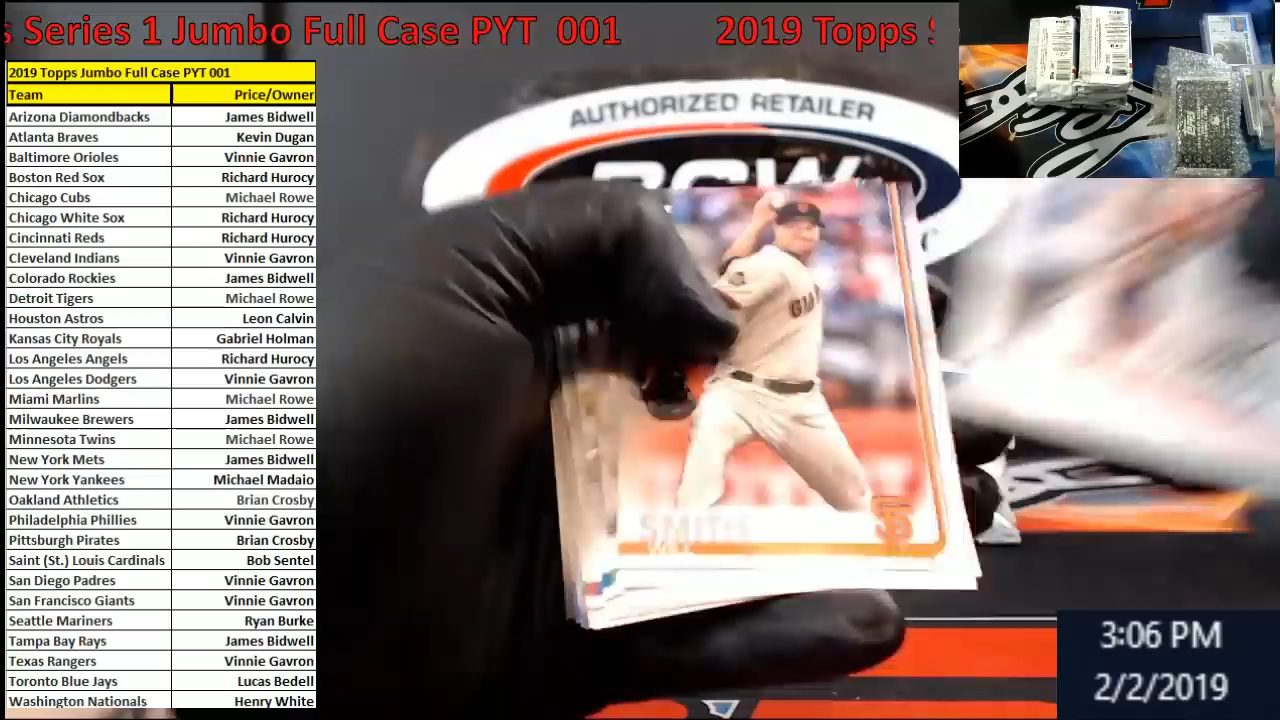 s Series 1 Jumbo Full Case PYT 001 2019 Topps S
2019 Topps Jumbo Full Case PYT 001
Team Price/Owner
Arizona Diamondbacks James Bidwell
Atlanta Braves Kevin Dugan
Baltimore Orioles Vinnie Gavron
Boston Red Sox Richard Hurocy
Chicago Cubs Michael Rowe
Chicago White Sox Richard Hurocy
Cincinnati Reds Richard Hurocy
Cleveland Indians Vinnie Gavron
Colorado Rockies James Bidwell
Detroit Tigers Michael Rowe
Houston Astros Leon Calvin
Kansas City Royals Gabriel Holman
Los Angeles Angels Richard Hurocy
Los Angeles Dodgers Vinnie Gavron
Miami Marlins Michael Rowe
Milwaukee Brewers James Bidwell
Minnesota Twins Michael Rowe
New York Mets James Bidwell
New York Yankees Michael Madaio
Oakland Athletics Brian Crosby
Philadelphia Phillies Vinnie Gavron
Pittsburgh Pirates Brian Crosby
Saint (St.) Louis Cardinals Bob Sentel
San Diego Padres Vinnie Gavron
San Francisco Giants Vinnie Gavron
Seattle Mariners Ryan Burke
Tampa Bay Rays James Bidwell
Texas Rangers Vinnie Gavron
Toronto Blue Jays Lucas Bedell
Washington Nationals Henry White
AUTHORIZED RETAILER
BCW
SMITH
WILL
SF
3:06 PM
2/2/2019